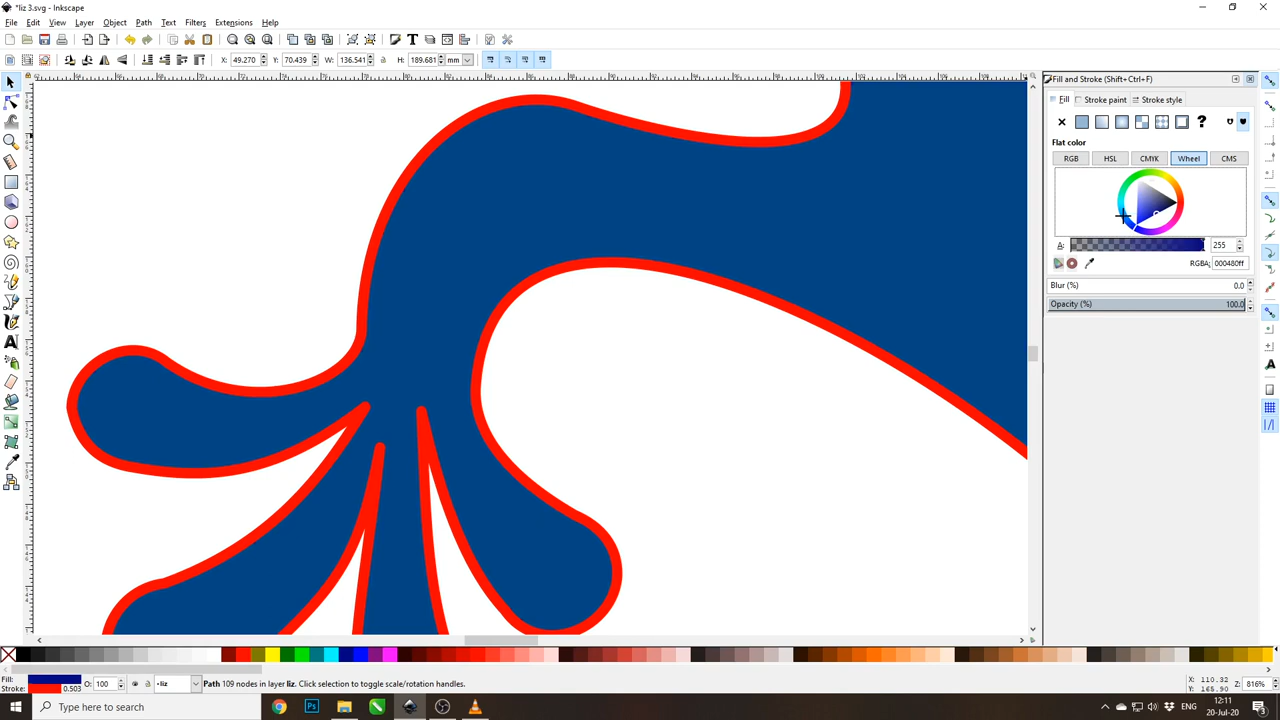 *liz 3.svg - Inkscape
File Edit View Layer Object Path Text Filters Extensions Help
X: 49.270 Y: 70.439 W: 136.541 H: 189.681 mm
Fill and Stroke (Shift+Ctrl+F)
Fill Stroke paint Stroke style
?
Flat color
RGB HSL CMYK Wheel CMS
A: 255
RGBA: 000480ff
Blur (%) 0.0
Opacity (%) 100.0
Fill:
Stroke: 0.503
O: 100
liz
Path 109 nodes in layer liz. Click selection to toggle scale/rotation handles.
X: 110.32
Y: 165.90
Z: 816%
Type here to search
Ps
ENG
12:11
20-Jul-20
3